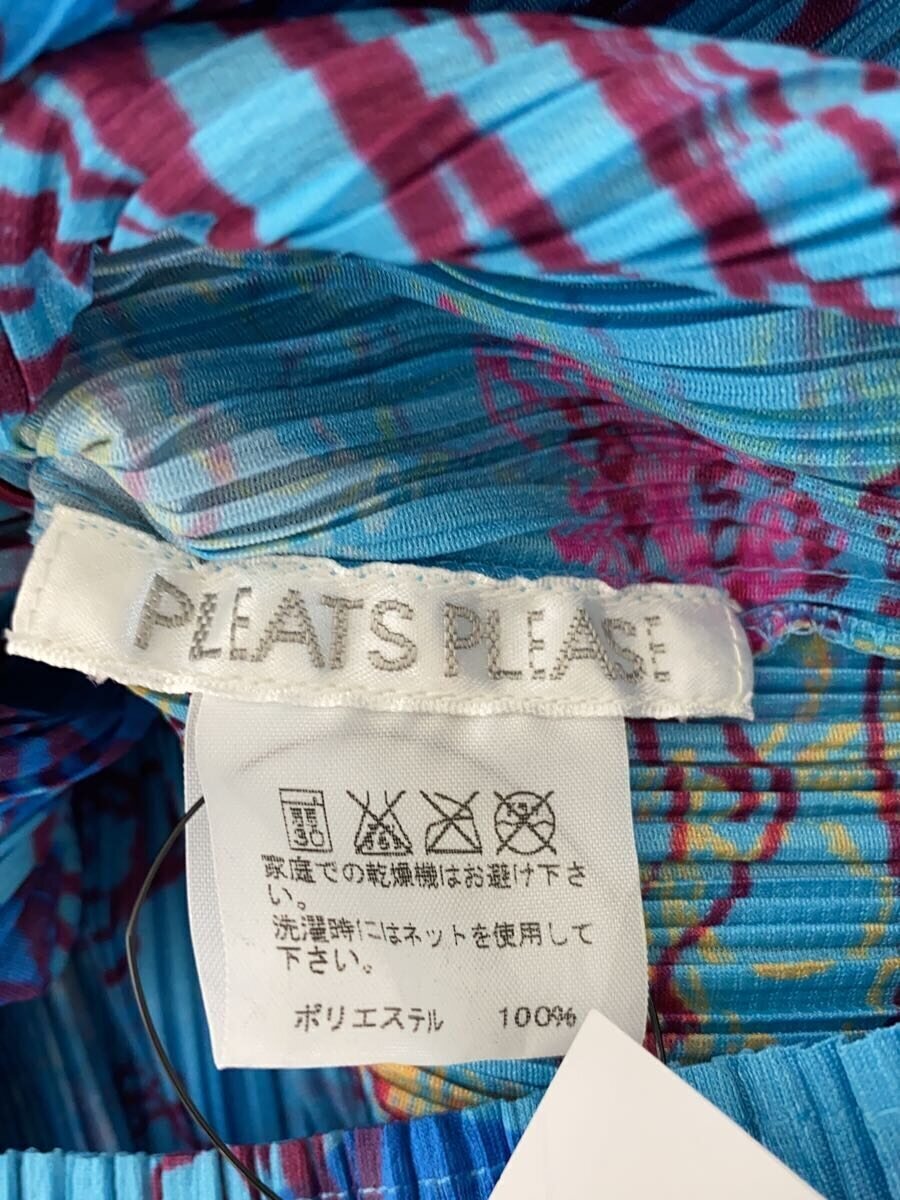 PLEATS PLEASE
家庭での乾燥機はお避け下さ
い。
洗濯時にはネットを使用して
下さい。
ポリエステル 100%